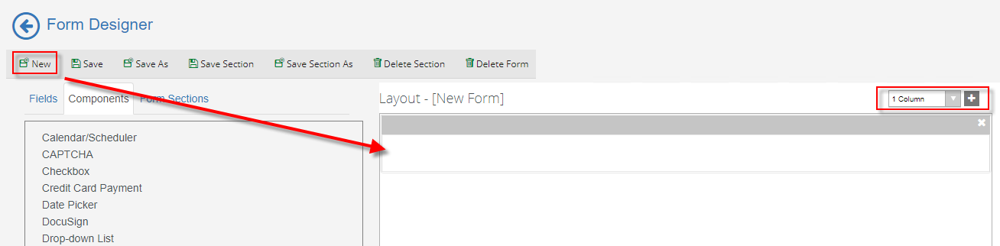 Form Designer
New Save Save As Save Section Save Section As Delete Section Delete Form
Fields Components Form Sections
Layout - [New Form]
1 Column
Calendar/Scheduler
CAPTCHA
Checkbox
Credit Card Payment
Date Picker
DocuSign
Drop-down List